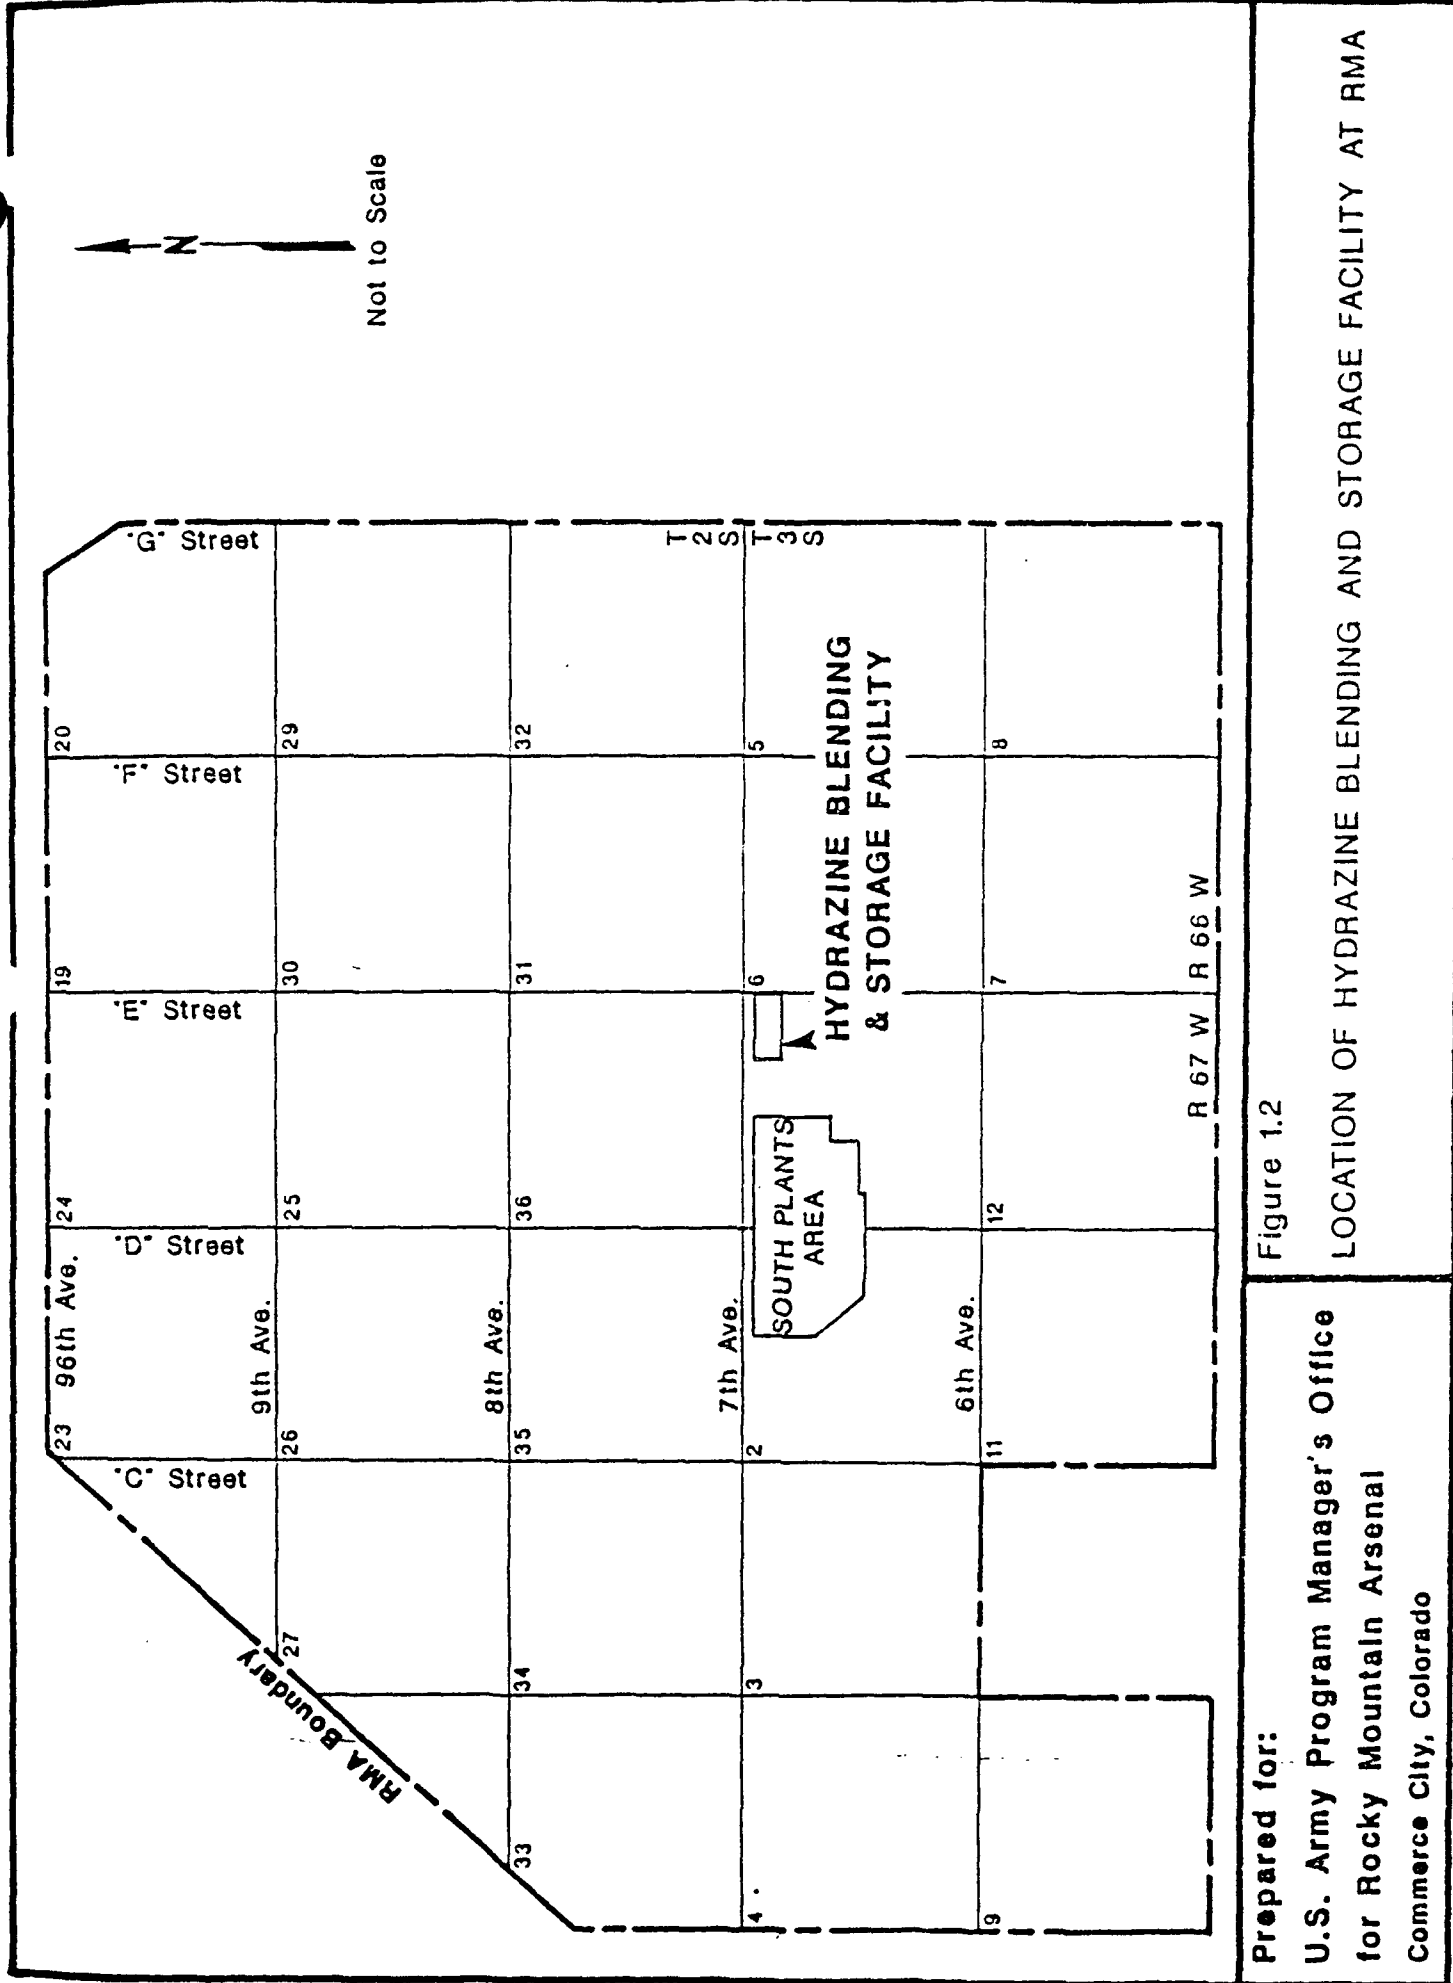 N
Not to Scale
RMA Boundary
96th Ave.
9th Ave.
8th Ave.
7th Ave.
6th Ave.
"C" Street
"D" Street
"E" Street
"F" Street
"G" Street
23
24
19
20
27
26
25
30
29
33
34
35
36
31
32
T
2
S
T
3
S
4
3
2
6
5
SOUTH PLANTS
AREA
HYDRAZINE BLENDING
& STORAGE FACILITY
9
11
12
7
8
R 67 W
R 66 W
Prepared for:
U.S. Army Program Manager's Office
for Rocky Mountain Arsenal
Commerce City, Colorado
Figure 1.2
LOCATION OF HYDRAZINE BLENDING AND STORAGE FACILITY AT RMA